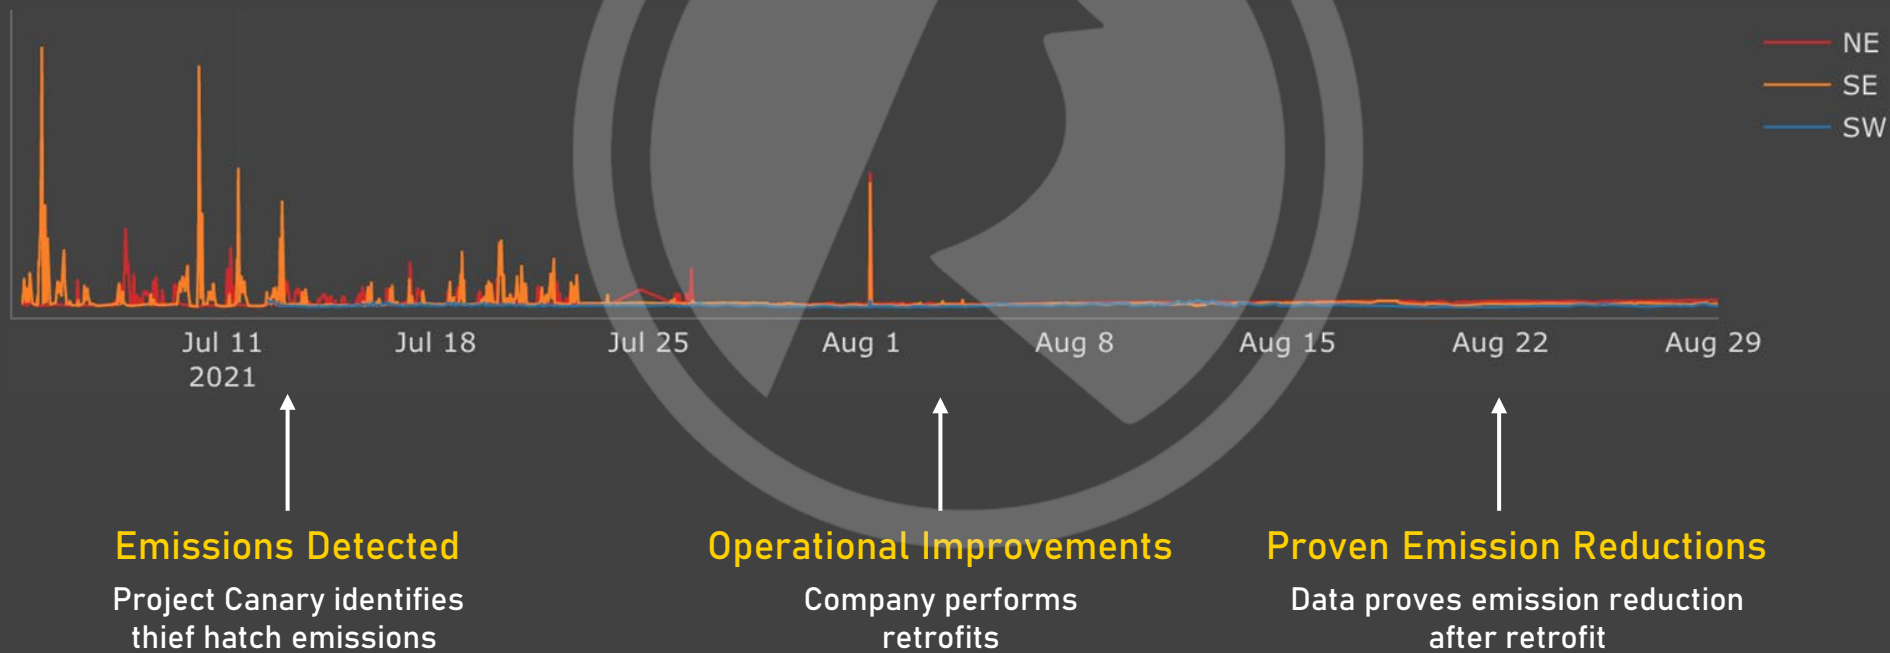 NE
SE
SW
Jul 11
2021
Jul 18
Jul 25
Aug 1
Aug 8
Aug 15
Aug 22
Aug 29
Emissions Detected
Project Canary identifies
thief hatch emissions
Operational Improvements
Company performs
retrofits
Proven Emission Reductions
Data proves emission reduction
after retrofit